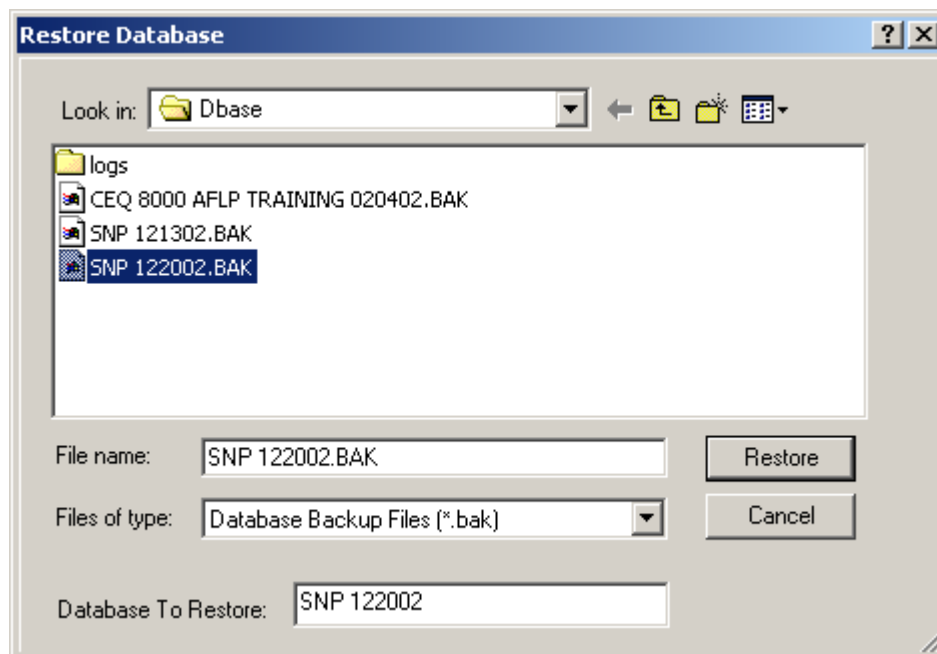 Restore Database
Look in: Dbase
logs
CEQ 8000 AFLP TRAINING 020402.BAK
SNP 121302.BAK
SNP 122002.BAK
File name: SNP 122002.BAK Restore
Files of type: Database Backup Files (*.bak) Cancel
Database To Restore: SNP 122002